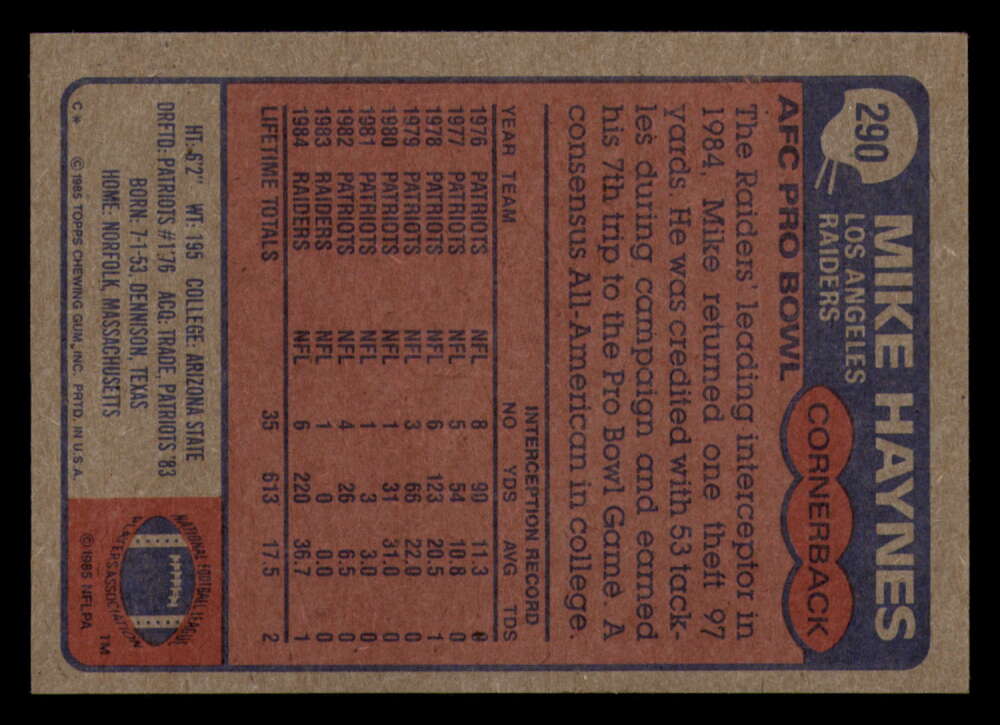 290
MIKE HAYNES
LOS ANGELES
RAIDERS
CORNERBACK
AFC PRO BOWL
The Raiders' leading interceptor in
1984, Mike returned one theft 97
yards. He was credited with 53 tack-
les during campaign and earned
his 7th trip to the Pro Bowl Game. A
consensus All-American in college.
INTERCEPTION RECORD
YEAR TEAM NO YDS AVG TDS
1976 PATRIOTS NFL 8 90 11.3 0
1977 PATRIOTS NFL 5 54 10.8 0
1978 PATRIOTS NFL 6 123 20.5 1
1979 PATRIOTS NFL 3 66 22.0 0
1980 PATRIOTS NFL 1 31 31.0 0
1981 PATRIOTS NFL 1 3 3.0 0
1982 PATRIOTS NFL 4 26 6.5 0
1983 RAIDERS NFL 1 0 0.0 0
1984 RAIDERS NFL 6 220 36.7 1
LIFETIME TOTALS 35 613 17.5 2
HT: 6'2" WT: 195 COLLEGE: ARIZONA STATE
DRFTD: PATRIOTS #1'76 ACQ: TRADE, PATRIOTS '83
BORN: 7-1-53, DENNISON, TEXAS
HOME: NORFOLK, MASSACHUSETTS
C* © 1985 TOPPS CHEWING GUM, INC. PRTD. IN U.S.A.
NATIONAL FOOTBALL LEAGUE
PLAYERS ASSOCIATION
TM
© 1985 NFLPA